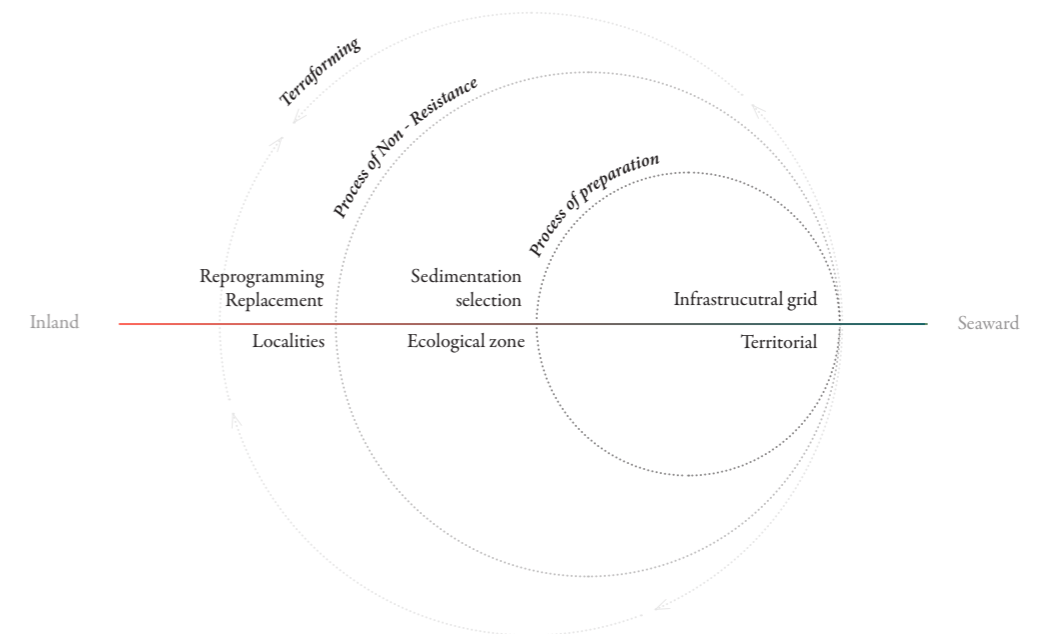 Terraforming
Process of Non - Resistance
Process of preparation
Reprogramming
Replacement
Sedimentation
selection
Infrastrucutral grid
Inland
Seaward
Localities
Ecological zone
Territorial